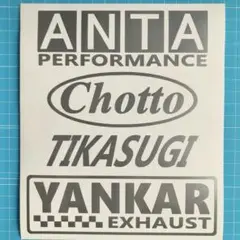 ANTA
PERFORMANCE
Chotto
TIKASUGI
YANKAR
EXHAUST